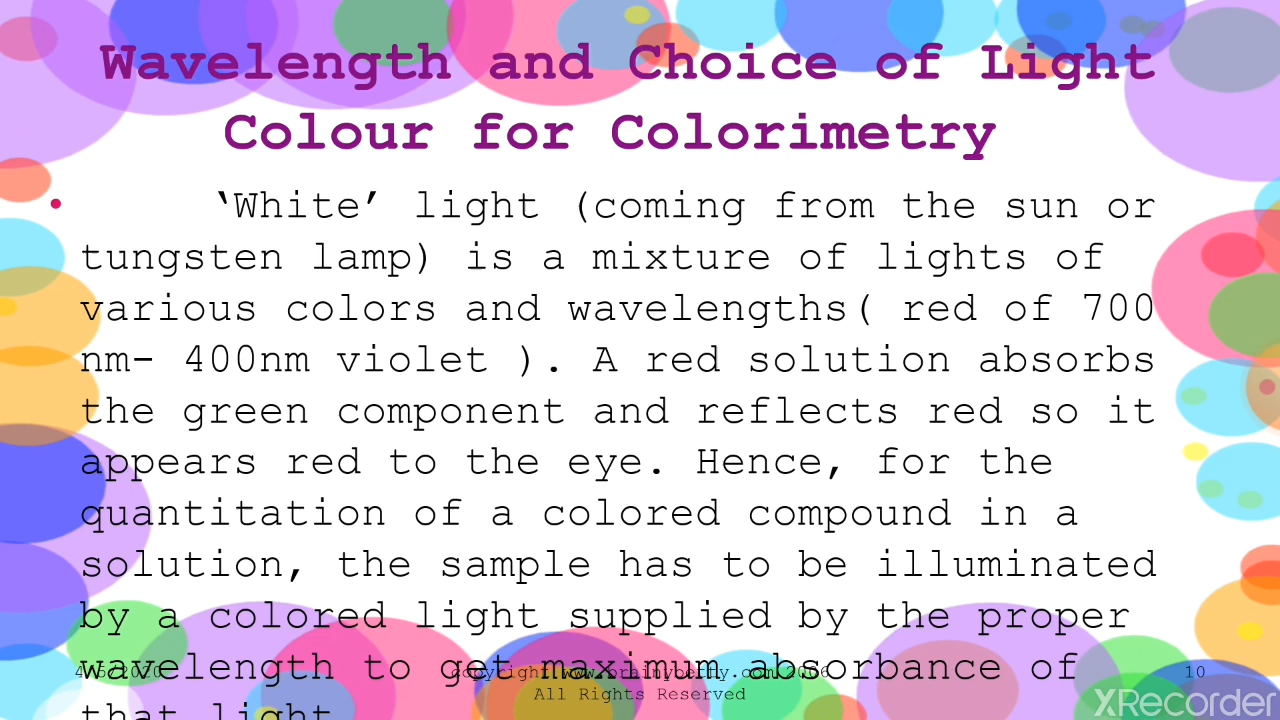 Wavelength and Choice of Light
Colour for Colorimetry
• ‘White’ light (coming from the sun or
tungsten lamp) is a mixture of lights of
various colors and wavelengths( red of 700
nm- 400nm violet ). A red solution absorbs
the green component and reflects red so it
appears red to the eye. Hence, for the
quantitation of a colored compound in a
solution, the sample has to be illuminated
by a colored light supplied by the proper
wavelength to get maximum absorbance of
that light
copyright 2006
All Rights Reserved
10
XRecorder